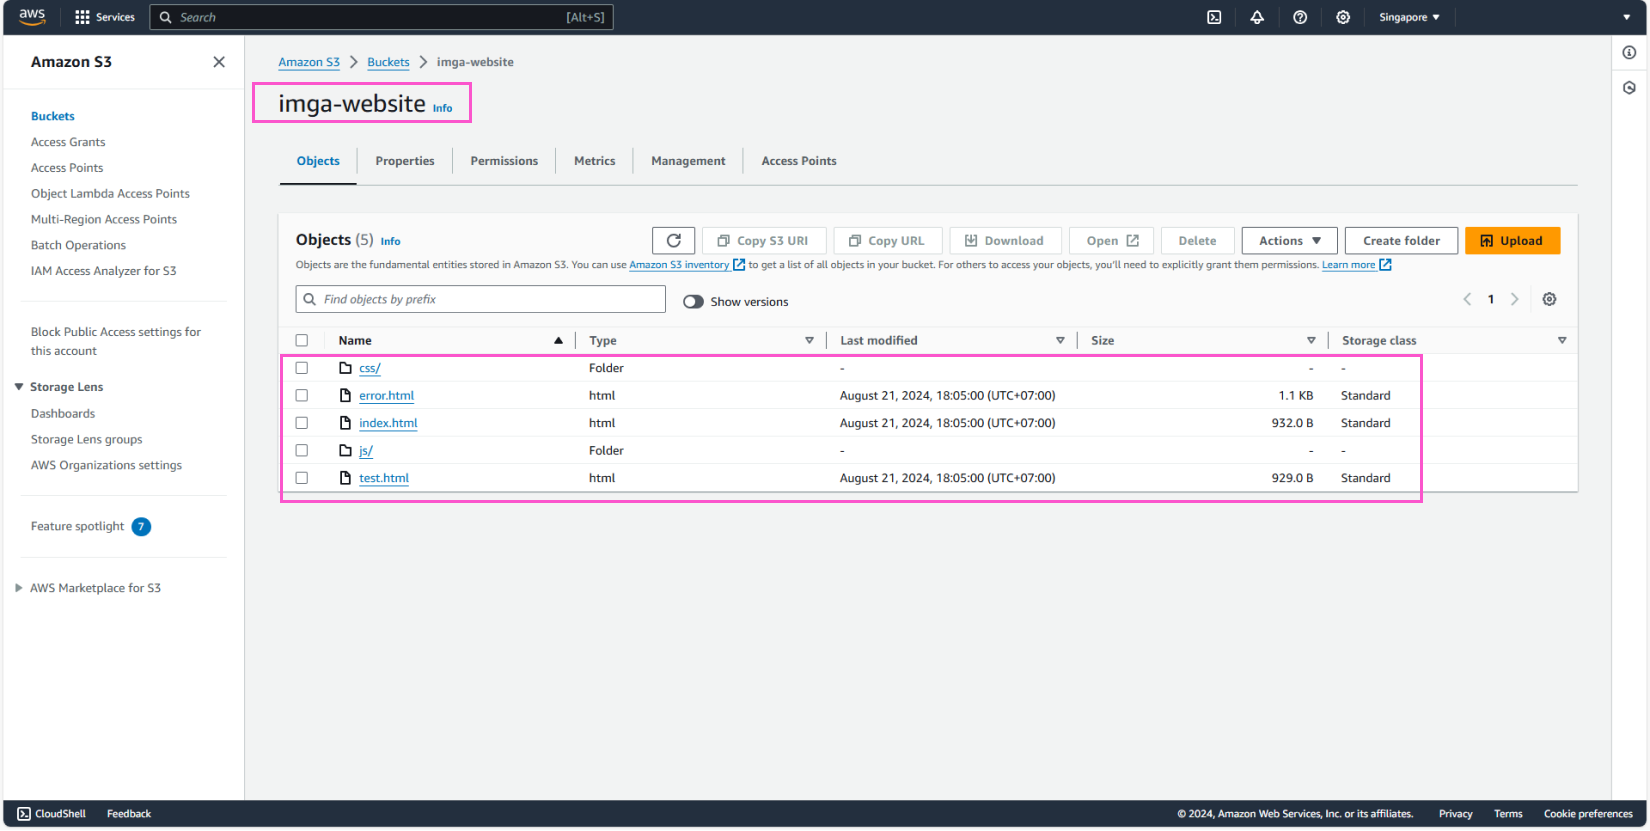 aws Services Search [Alt+S] Singapore
Amazon S3
Buckets
Access Grants
Access Points
Object Lambda Access Points
Multi-Region Access Points
Batch Operations
IAM Access Analyzer for S3
Block Public Access settings for
this account
Storage Lens
Dashboards
Storage Lens groups
AWS Organizations settings
Feature spotlight 7
AWS Marketplace for S3
Amazon S3 Buckets imga-website
imga-website Info
Objects Properties Permissions Metrics Management Access Points
Objects (5) Info Copy S3 URI Copy URL Download Open Delete Actions Create folder Upload
Objects are the fundamental entities stored in Amazon S3. You can use Amazon S3 inventory to get a list of all objects in your bucket. For others to access your objects, you'll need to explicitly grant them permissions. Learn more
Find objects by prefix Show versions 1
Name Type Last modified Size Storage class
css/ Folder - - -
error.html html August 21, 2024, 18:05:00 (UTC+07:00) 1.1 KB Standard
index.html html August 21, 2024, 18:05:00 (UTC+07:00) 932.0 B Standard
js/ Folder - - -
test.html html August 21, 2024, 18:05:00 (UTC+07:00) 929.0 B Standard
CloudShell Feedback © 2024, Amazon Web Services, Inc. or its affiliates. Privacy Terms Cookie preferences